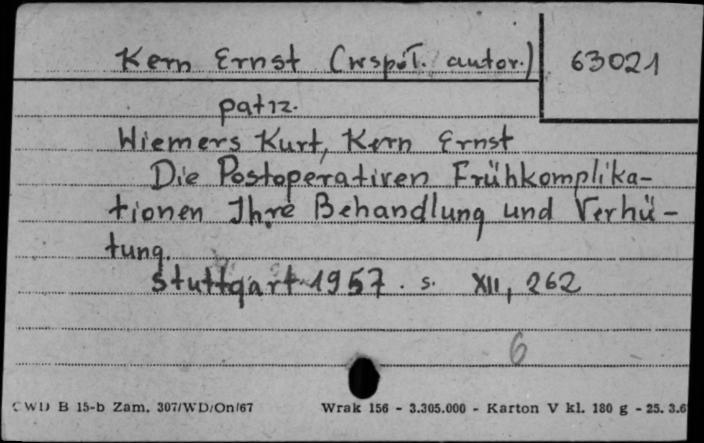 Kern Ernst (współ. autor.) 63021
patrz.
Wiemers Kurt, Kern Ernst
Die Postoperativen Frühkomplika-
tionen Ihre Behandlung und Verhü-
tung.
Stuttgart 1957. s. XII, 262
6
CWD B 15-b Zam. 307/WD/On/67 Wrak 156 - 3.305.000 - Karton V kl. 180 g - 25. 3.6